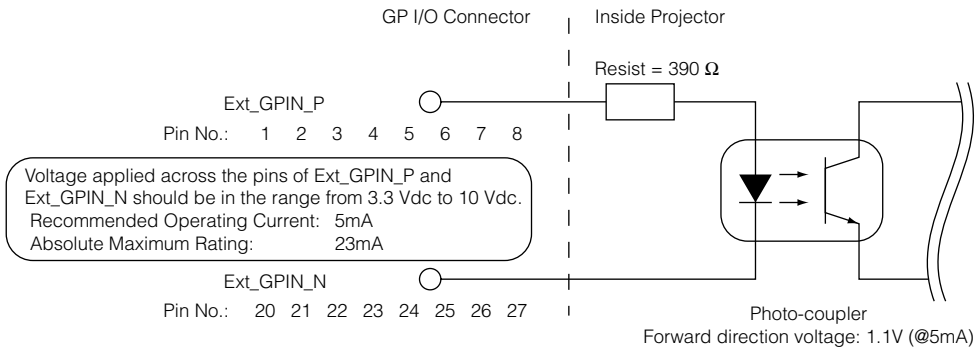 GP I/O Connector
Inside Projector
Resist = 390 Ω
Ext_GPIN_P
Pin No.: 1 2 3 4 5 6 7 8
Voltage applied across the pins of Ext_GPIN_P and
Ext_GPIN_N should be in the range from 3.3 Vdc to 10 Vdc.
Recommended Operating Current: 5mA
Absolute Maximum Rating: 23mA
Ext_GPIN_N
Pin No.: 20 21 22 23 24 25 26 27
Photo-coupler
Forward direction voltage: 1.1V (@5mA)